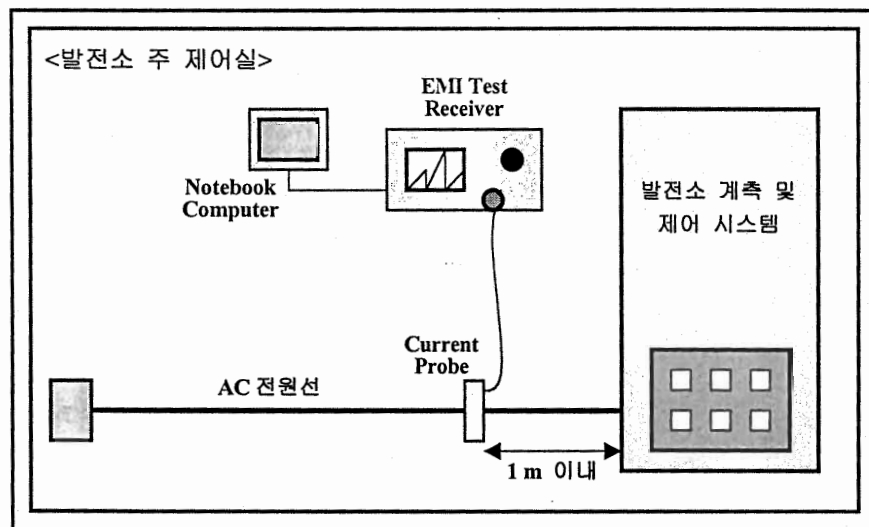 <발전소 주 제어실>
EMI Test
Receiver
Notebook
Computer
발전소 계측 및
제어 시스템
Current
Probe
AC 전원선
1 m 이내